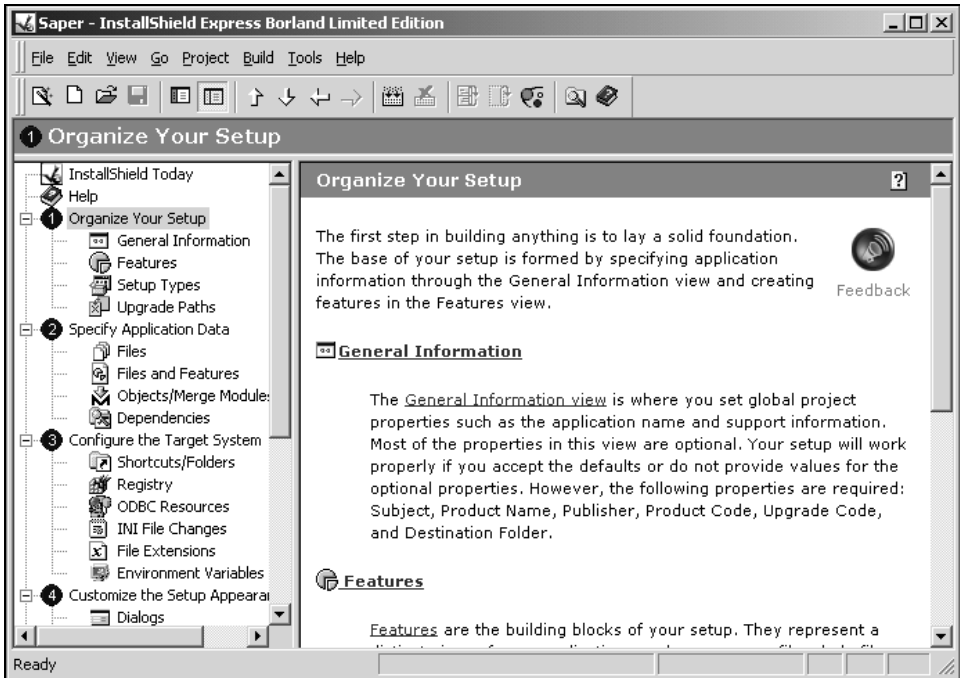 Saper - InstallShield Express Borland Limited Edition
File Edit View Go Project Build Tools Help
1 Organize Your Setup
InstallShield Today
Help
1 Organize Your Setup
General Information
Features
Setup Types
Upgrade Paths
2 Specify Application Data
Files
Files and Features
Objects/Merge Modules
Dependencies
3 Configure the Target System
Shortcuts/Folders
Registry
ODBC Resources
INI File Changes
File Extensions
Environment Variables
4 Customize the Setup Appearan
Dialogs
Organize Your Setup
The first step in building anything is to lay a solid foundation.
The base of your setup is formed by specifying application
information through the General Information view and creating
features in the Features view.
Feedback
General Information
The General Information view is where you set global project
properties such as the application name and support information.
Most of the properties in this view are optional. Your setup will work
properly if you accept the defaults or do not provide values for the
optional properties. However, the following properties are required:
Subject, Product Name, Publisher, Product Code, Upgrade Code,
and Destination Folder.
Features
Features are the building blocks of your setup. They represent a
Ready